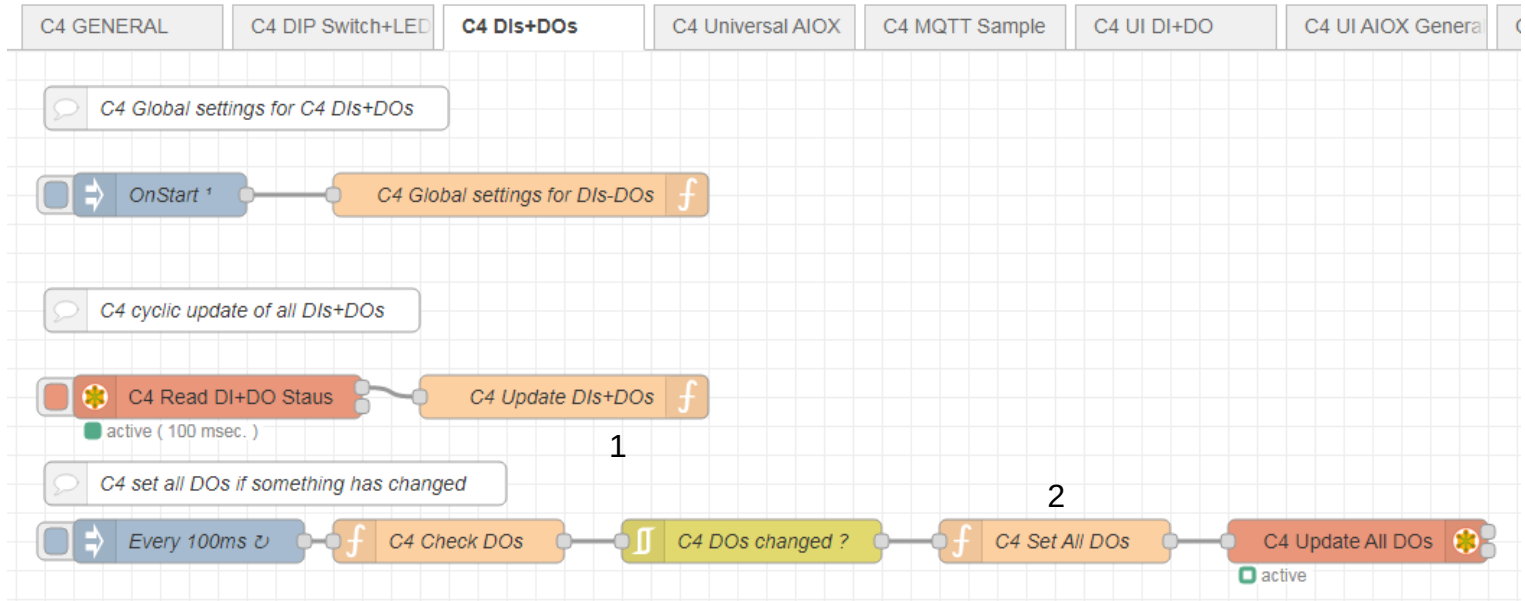 C4 GENERAL
C4 DIP Switch+LED
C4 DIs+DOs
C4 Universal AIOX
C4 MQTT Sample
C4 UI DI+DO
C4 UI AIOX Genera
C4 Global settings for C4 DIs+DOs
OnStart ¹
C4 Global settings for DIs-DOs
C4 cyclic update of all DIs+DOs
C4 Read DI+DO Staus
C4 Update DIs+DOs
active ( 100 msec. )
1
C4 set all DOs if something has changed
2
Every 100ms ↻
C4 Check DOs
C4 DOs changed ?
C4 Set All DOs
C4 Update All DOs
active